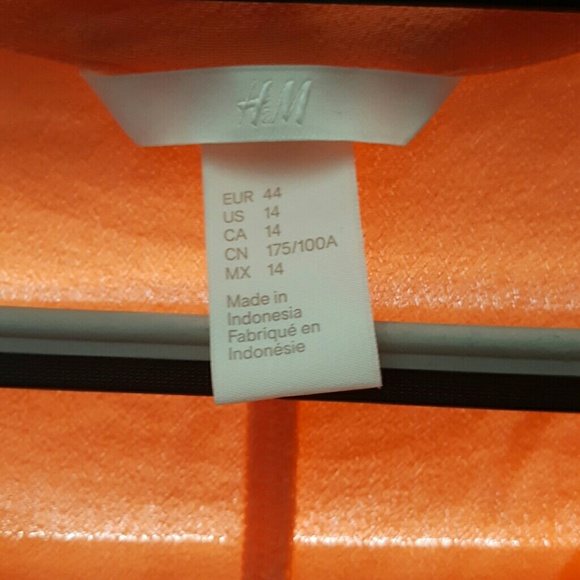 H&M
EUR 44
US 14
CA 14
CN 175/100A
MX 14
Made in
Indonesia
Fabriqué en
Indonésie